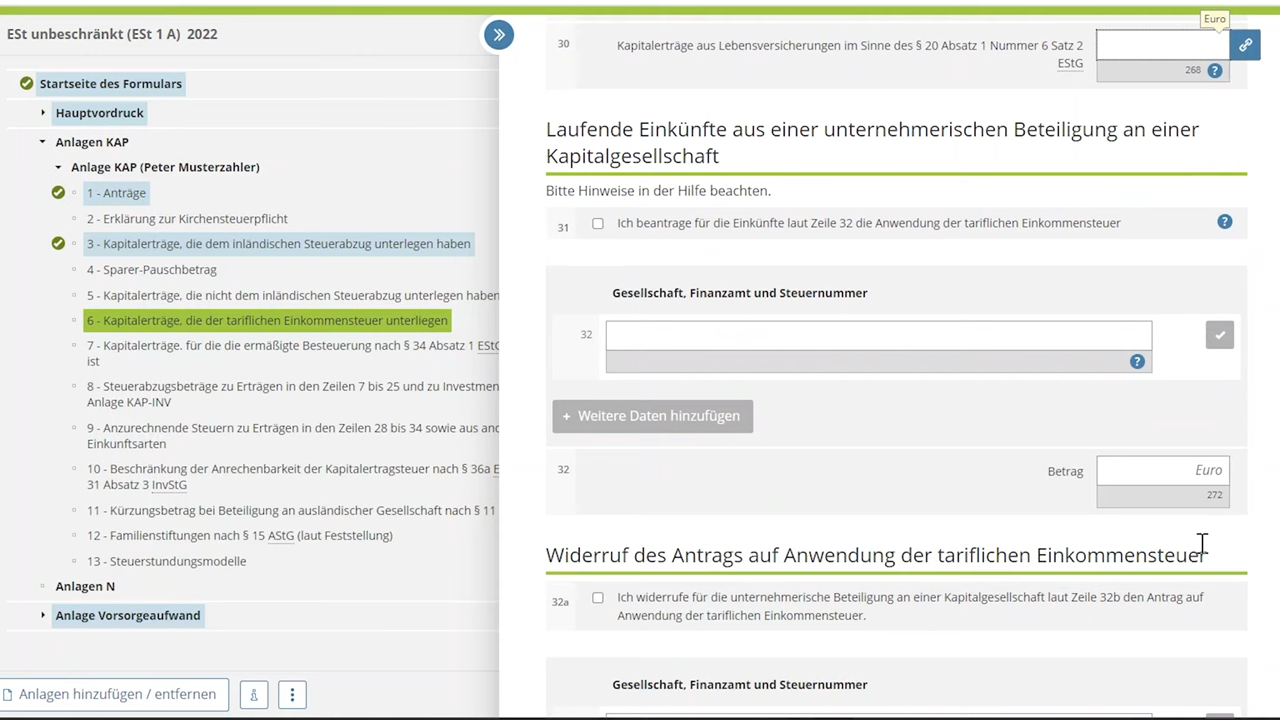 ESt unbeschränkt (ESt 1 A) 2022
Startseite des Formulars
Hauptvordruck
Anlagen KAP
Anlage KAP (Peter Musterzahler)
1 - Anträge
2 - Erklärung zur Kirchensteuerpflicht
3 - Kapitalerträge, die dem inländischen Steuerabzug unterlegen haben
4 - Sparer-Pauschbetrag
5 - Kapitalerträge, die nicht dem inländischen Steuerabzug unterlegen haben
6 - Kapitalerträge, die der tariflichen Einkommensteuer unterliegen
7 - Kapitalerträge. für die die ermäßigte Besteuerung nach § 34 Absatz 1 EStG
ist
8 - Steuerabzugsbeträge zu Erträgen in den Zeilen 7 bis 25 und zu Investmen
Anlage KAP-INV
9 - Anzurechnende Steuern zu Erträgen in den Zeilen 28 bis 34 sowie aus and
Einkunftsarten
10 - Beschränkung der Anrechenbarkeit der Kapitalertragsteuer nach § 36a E
31 Absatz 3 InvStG
11 - Kürzungsbetrag bei Beteiligung an ausländischer Gesellschaft nach § 11
12 - Familienstiftungen nach § 15 AStG (laut Feststellung)
13 - Steuerstundungsmodelle
Anlagen N
Anlage Vorsorgeaufwand
Anlagen hinzufügen / entfernen
Euro
30 Kapitalerträge aus Lebensversicherungen im Sinne des § 20 Absatz 1 Nummer 6 Satz 2
EStG
268 ?
Laufende Einkünfte aus einer unternehmerischen Beteiligung an einer
Kapitalgesellschaft
Bitte Hinweise in der Hilfe beachten.
31 Ich beantrage für die Einkünfte laut Zeile 32 die Anwendung der tariflichen Einkommensteuer ?
Gesellschaft, Finanzamt und Steuernummer
32
?
+ Weitere Daten hinzufügen
32 Betrag Euro
272
Widerruf des Antrags auf Anwendung der tariflichen Einkommensteuer
32a Ich widerrufe für die unternehmerische Beteiligung an einer Kapitalgesellschaft laut Zeile 32b den Antrag auf
Anwendung der tariflichen Einkommensteuer.
Gesellschaft, Finanzamt und Steuernummer